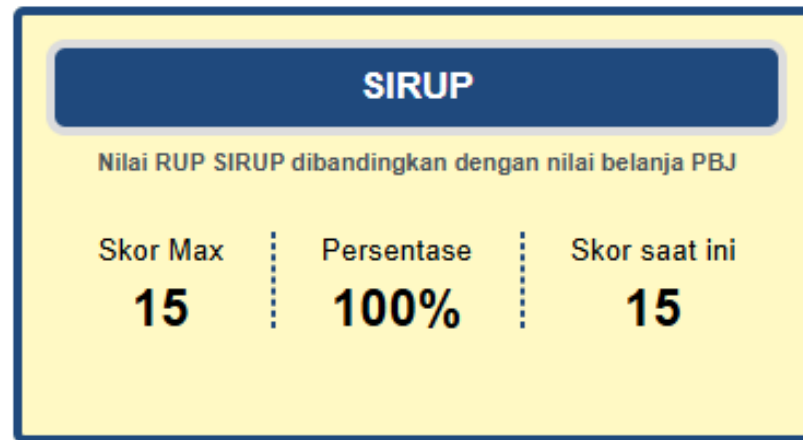 SIRUP
Nilai RUP SIRUP dibandingkan dengan nilai belanja PBJ
Skor Max
15
Persentase
100%
Skor saat ini
15